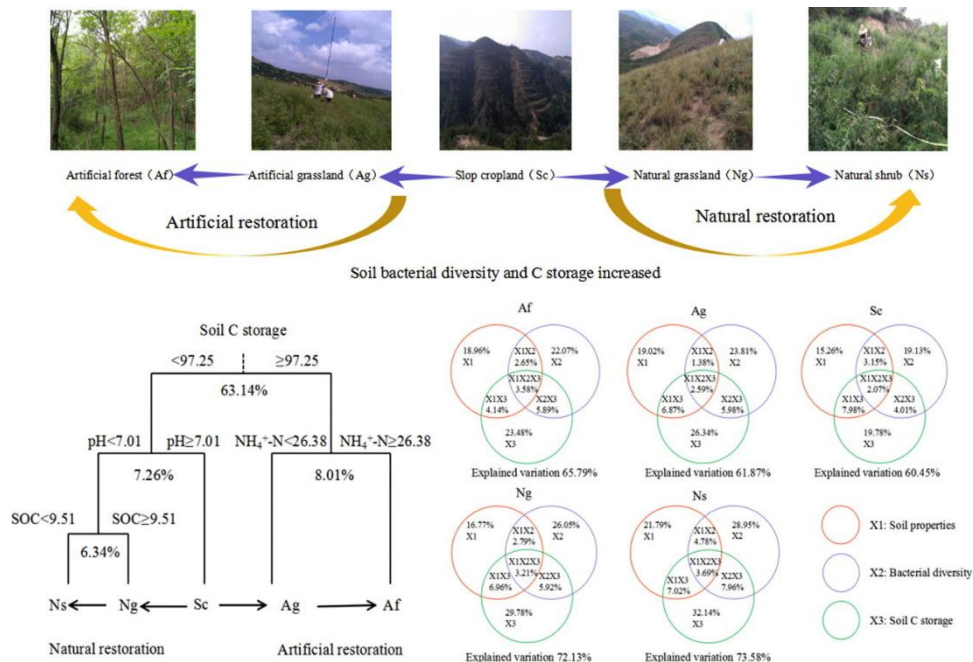 Artificial forest（Af）
Artificial grassland（Ag）
Slop cropland（Sc）
Natural grassland（Ng）
Natural shrub（Ns）
Artificial restoration
Natural restoration
Soil bacterial diversity and C storage increased
Soil C storage
<97.25
≥97.25
63.14%
pH<7.01
pH≥7.01
NH₄⁺-N<26.38
NH₄⁺-N≥26.38
7.26%
8.01%
SOC<9.51
SOC≥9.51
6.34%
Ns
Ng
Sc
Ag
Af
Natural restoration
Artificial restoration
Af
18.96%
X1
X1X2
2.65%
22.07%
X2
X1X2X3
3.58%
X1X3
4.14%
X2X3
5.89%
23.48%
X3
Explained variation 65.79%
Ag
19.02%
X1
X1X2
1.38%
23.81%
X2
X1X2X3
2.59%
X1X3
6.87%
X2X3
5.98%
26.34%
X3
Explained variation 61.87%
Sc
15.26%
X1
X1X2
3.15%
19.13%
X2
X1X2X3
2.07%
X1X3
7.98%
X2X3
4.01%
19.78%
X3
Explained variation 60.45%
Ng
16.77%
X1
X1X2
2.79%
26.05%
X2
X1X2X3
3.21%
X1X3
6.96%
X2X3
5.92%
29.78%
X3
Explained variation 72.13%
Ns
21.79%
X1
X1X2
4.78%
28.95%
X2
X1X2X3
3.69%
X1X3
7.02%
X2X3
7.96%
32.14%
X3
Explained variation 73.58%
X1: Soil properties
X2: Bacterial diversity
X3: Soil C storage